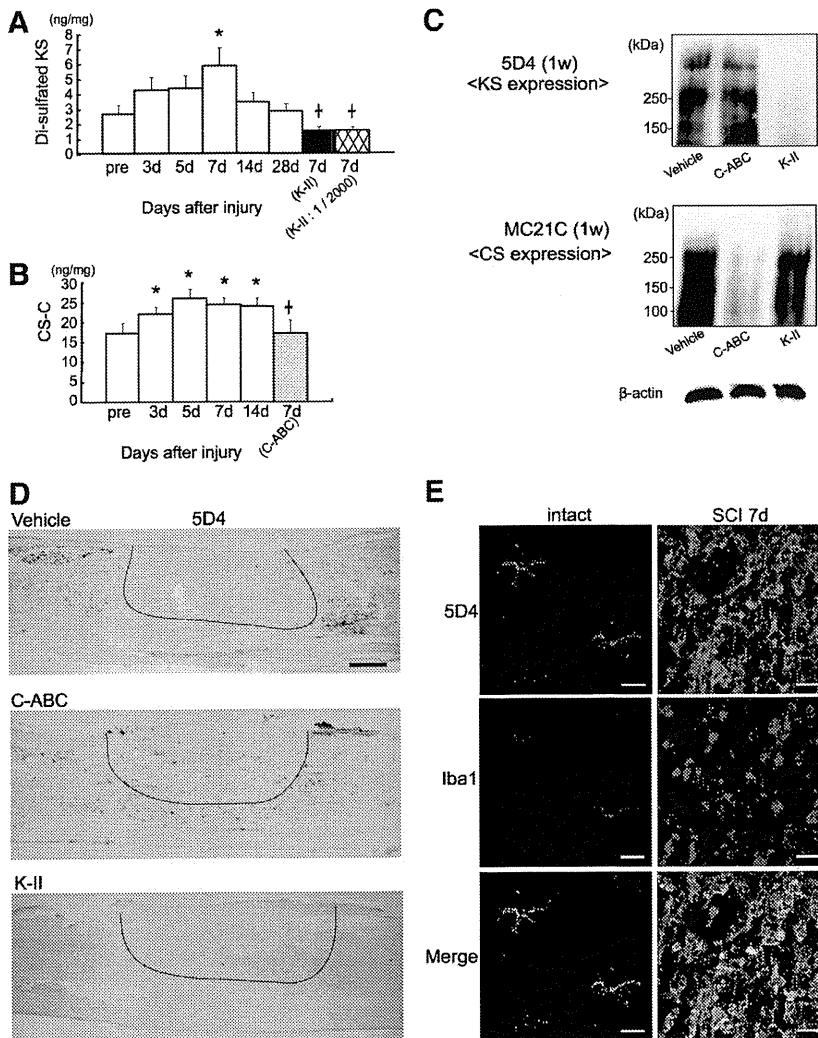 A
(ng/mg)
Di-sulfated KS
8
7
6
5
4
3
2
1
0
*
+
+
pre 3d 5d 7d 14d 28d 7d 7d
(K-II)
(K-II : 1 / 2000)
Days after injury
B
(ng/mg)
CS-C
30
25
20
15
10
5
0
* * * * +
pre 3d 5d 7d 14d 7d
(C-ABC)
Days after injury
C
5D4 (1w)
<KS expression>
(kDa)
250
150
Vehicle C-ABC K-II
MC21C (1w)
<CS expression>
(kDa)
250
150
100
Vehicle C-ABC K-II
β-actin
D
Vehicle 5D4
C-ABC
K-II
E
intact SCI 7d
5D4
Iba1
Merge